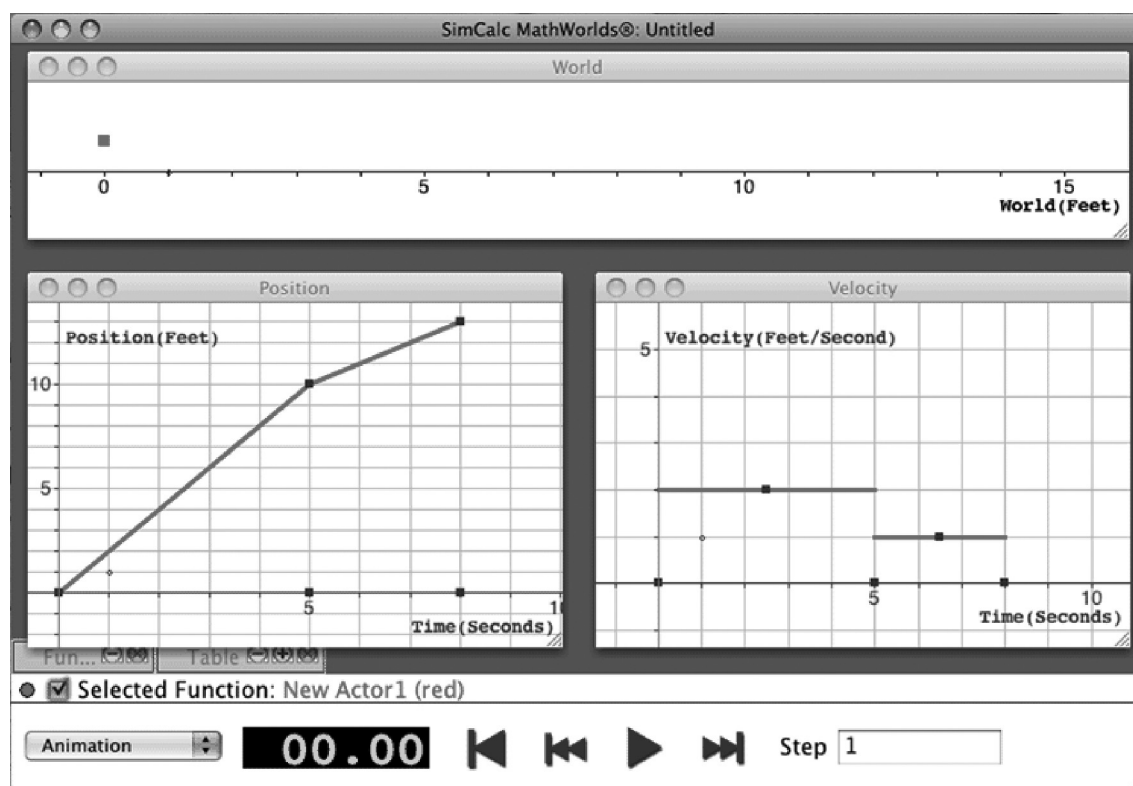 SimCalc MathWorlds®: Untitled
World
0 5 10 15
World(Feet)
Position
Position(Feet)
10
5
5
Time(Seconds)
Velocity
Velocity(Feet/Second)
5
5 10
Time(Seconds)
Fun... Table
Selected Function: New Actor1 (red)
Animation 00.00 Step 1